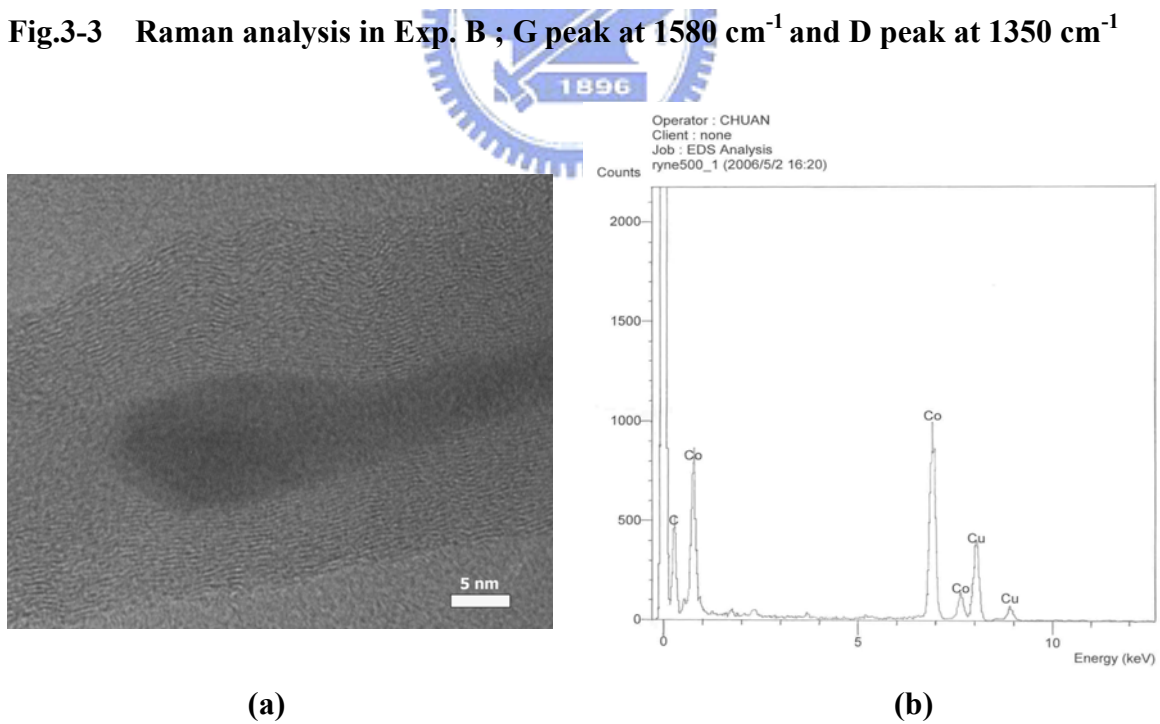 Fig.3-3 Raman analysis in Exp. B ; G peak at 1580 cm-1 and D peak at 1350 cm-1
1896
Operator : CHUAN
Client : none
Job : EDS Analysis
ryne500_1 (2006/5/2 16:20)
Counts
2000
1500
1000
500
0
C
Co
Co
Co
Cu
Cu
0
5
10
Energy (keV)
5 nm
(a)
(b)